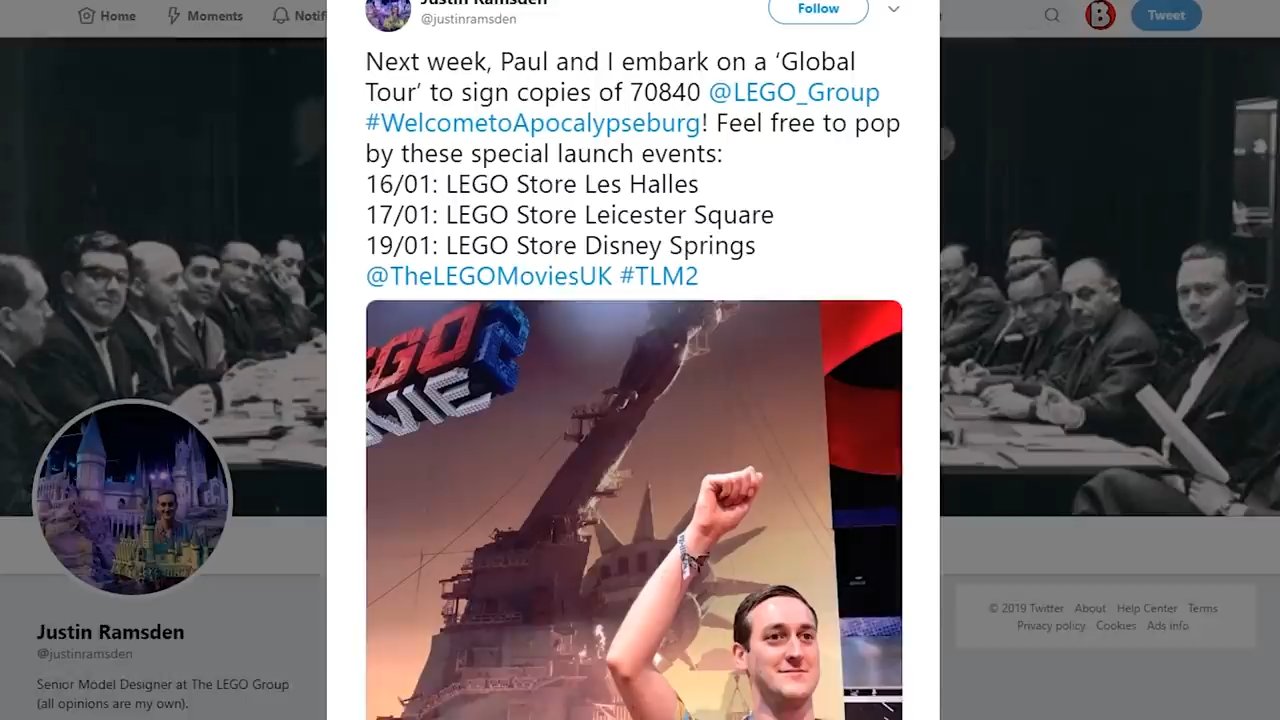 Home
Moments
Notif
Tweet
Justin Ramsden
@justinramsden
Follow
Next week, Paul and I embark on a ‘Global
Tour’ to sign copies of 70840 @LEGO_Group
#WelcometoApocalypseburg! Feel free to pop
by these special launch events:
16/01: LEGO Store Les Halles
17/01: LEGO Store Leicester Square
19/01: LEGO Store Disney Springs
@TheLEGOMoviesUK #TLM2
EGO 2
OVIE
Justin Ramsden
@justinramsden
Senior Model Designer at The LEGO Group
(all opinions are my own).
© 2019 Twitter About Help Center Terms
Privacy policy Cookies Ads info